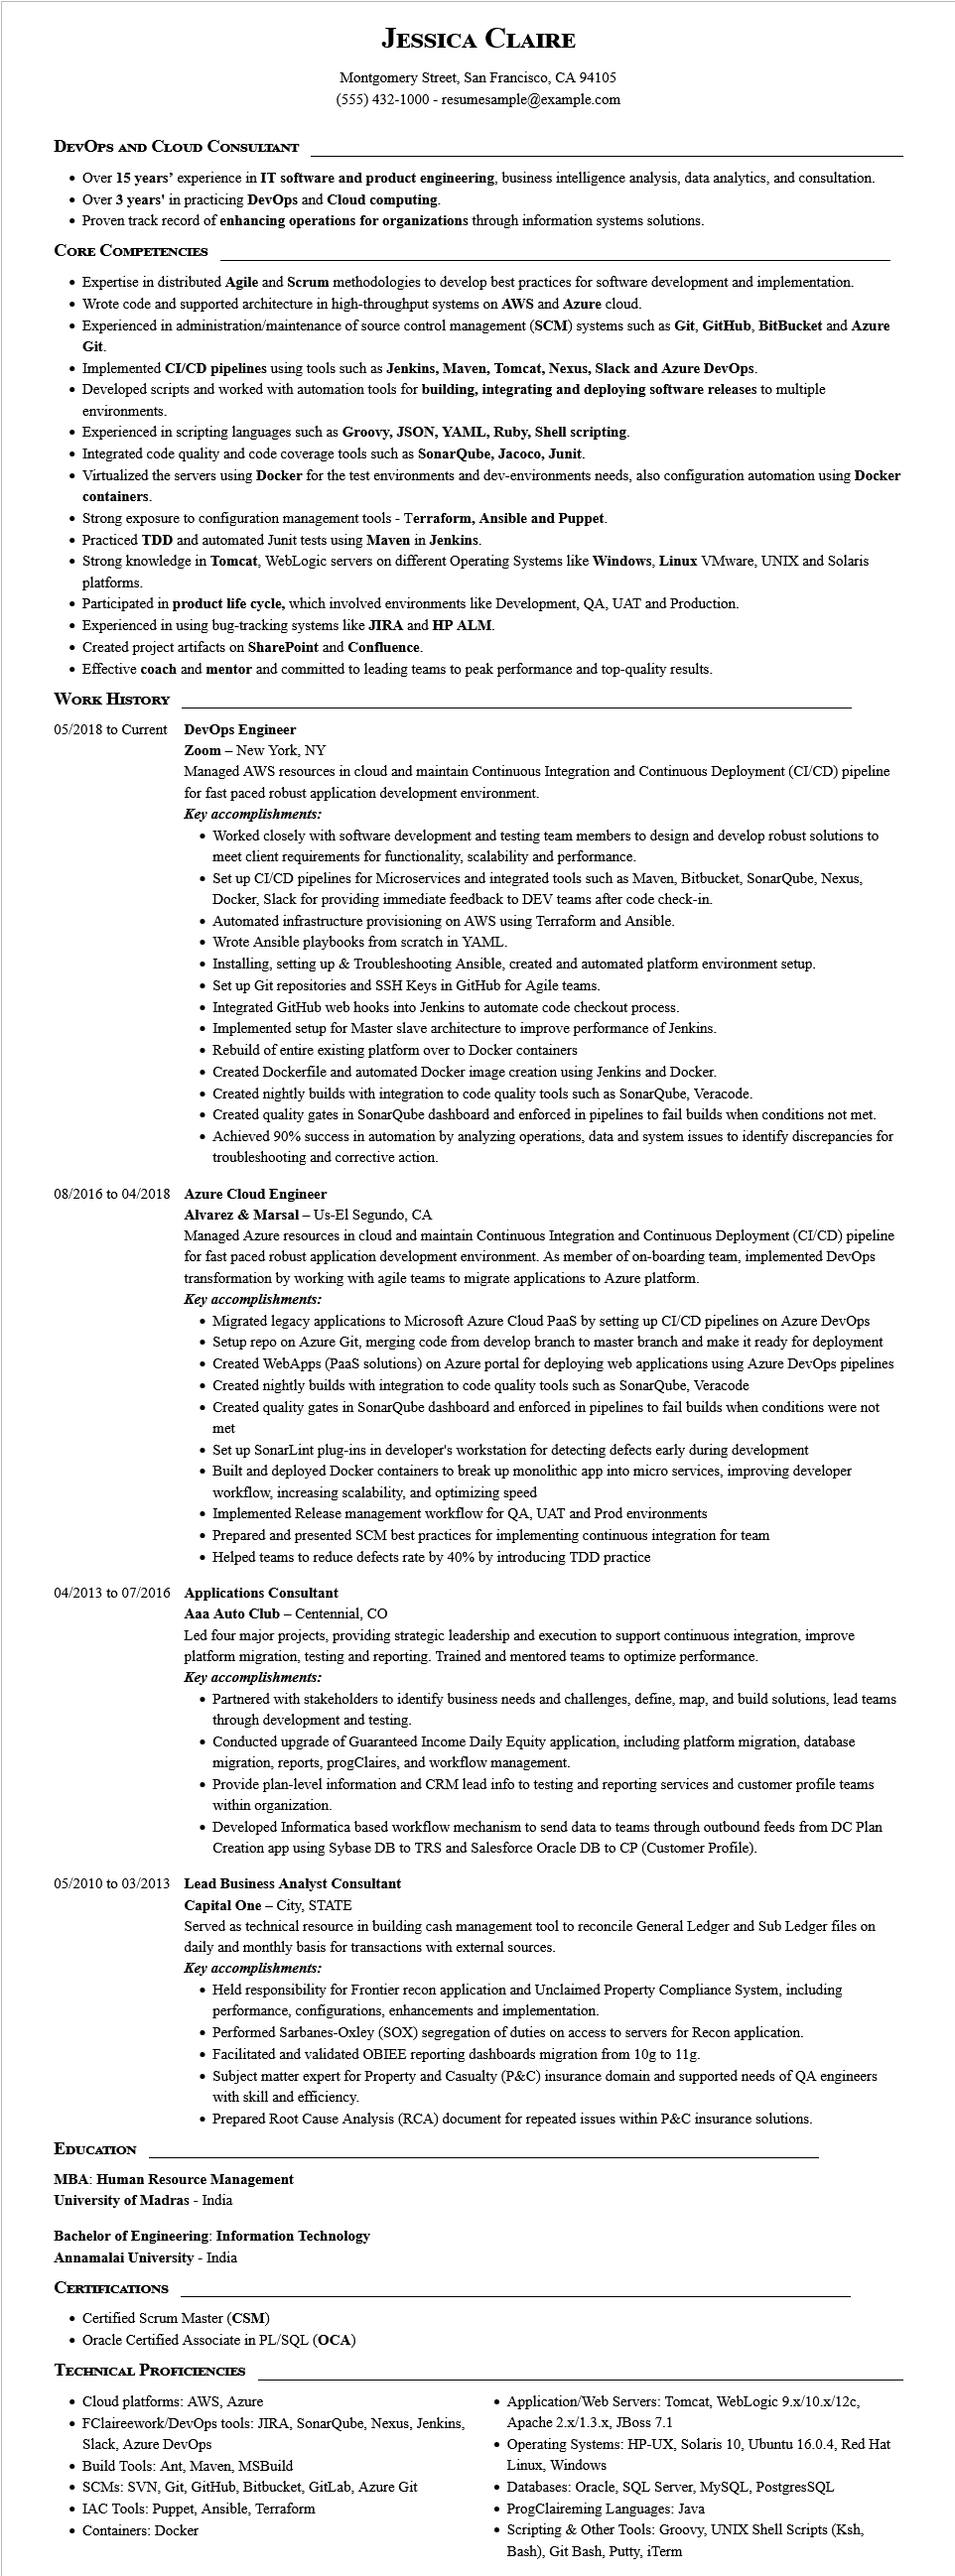 Jessica Claire
Montgomery Street, San Francisco, CA 94105
(555) 432-1000 - resumesample@example.com
DevOps and Cloud Consultant
• Over 15 years’ experience in IT software and product engineering, business intelligence analysis, data analytics, and consultation.
• Over 3 years' in practicing DevOps and Cloud computing.
• Proven track record of enhancing operations for organizations through information systems solutions.
Core Competencies
• Expertise in distributed Agile and Scrum methodologies to develop best practices for software development and implementation.
• Wrote code and supported architecture in high-throughput systems on AWS and Azure cloud.
• Experienced in administration/maintenance of source control management (SCM) systems such as Git, GitHub, BitBucket and Azure
Git.
• Implemented CI/CD pipelines using tools such as Jenkins, Maven, Tomcat, Nexus, Slack and Azure DevOps.
• Developed scripts and worked with automation tools for building, integrating and deploying software releases to multiple
environments.
• Experienced in scripting languages such as Groovy, JSON, YAML, Ruby, Shell scripting.
• Integrated code quality and code coverage tools such as SonarQube, Jacoco, Junit.
• Virtualized the servers using Docker for the test environments and dev-environments needs, also configuration automation using Docker
containers.
• Strong exposure to configuration management tools - Terraform, Ansible and Puppet.
• Practiced TDD and automated Junit tests using Maven in Jenkins.
• Strong knowledge in Tomcat, WebLogic servers on different Operating Systems like Windows, Linux VMware, UNIX and Solaris
platforms.
• Participated in product life cycle, which involved environments like Development, QA, UAT and Production.
• Experienced in using bug-tracking systems like JIRA and HP ALM.
• Created project artifacts on SharePoint and Confluence.
• Effective coach and mentor and committed to leading teams to peak performance and top-quality results.
Work History
05/2018 to Current DevOps Engineer
Zoom – New York, NY
Managed AWS resources in cloud and maintain Continuous Integration and Continuous Deployment (CI/CD) pipeline
for fast paced robust application development environment.
Key accomplishments:
• Worked closely with software development and testing team members to design and develop robust solutions to
meet client requirements for functionality, scalability and performance.
• Set up CI/CD pipelines for Microservices and integrated tools such as Maven, Bitbucket, SonarQube, Nexus,
Docker, Slack for providing immediate feedback to DEV teams after code check-in.
• Automated infrastructure provisioning on AWS using Terraform and Ansible.
• Wrote Ansible playbooks from scratch in YAML.
• Installing, setting up & Troubleshooting Ansible, created and automated platform environment setup.
• Set up Git repositories and SSH Keys in GitHub for Agile teams.
• Integrated GitHub web hooks into Jenkins to automate code checkout process.
• Implemented setup for Master slave architecture to improve performance of Jenkins.
• Rebuild of entire existing platform over to Docker containers
• Created Dockerfile and automated Docker image creation using Jenkins and Docker.
• Created nightly builds with integration to code quality tools such as SonarQube, Veracode.
• Created quality gates in SonarQube dashboard and enforced in pipelines to fail builds when conditions not met.
• Achieved 90% success in automation by analyzing operations, data and system issues to identify discrepancies for
troubleshooting and corrective action.
08/2016 to 04/2018 Azure Cloud Engineer
Alvarez & Marsal – Us-El Segundo, CA
Managed Azure resources in cloud and maintain Continuous Integration and Continuous Deployment (CI/CD) pipeline
for fast paced robust application development environment. As member of on-boarding team, implemented DevOps
transformation by working with agile teams to migrate applications to Azure platform.
Key accomplishments:
• Migrated legacy applications to Microsoft Azure Cloud PaaS by setting up CI/CD pipelines on Azure DevOps
• Setup repo on Azure Git, merging code from develop branch to master branch and make it ready for deployment
• Created WebApps (PaaS solutions) on Azure portal for deploying web applications using Azure DevOps pipelines
• Created nightly builds with integration to code quality tools such as SonarQube, Veracode
• Created quality gates in SonarQube dashboard and enforced in pipelines to fail builds when conditions were not
met
• Set up SonarLint plug-ins in developer's workstation for detecting defects early during development
• Built and deployed Docker containers to break up monolithic app into micro services, improving developer
workflow, increasing scalability, and optimizing speed
• Implemented Release management workflow for QA, UAT and Prod environments
• Prepared and presented SCM best practices for implementing continuous integration for team
• Helped teams to reduce defects rate by 40% by introducing TDD practice
04/2013 to 07/2016 Applications Consultant
Aaa Auto Club – Centennial, CO
Led four major projects, providing strategic leadership and execution to support continuous integration, improve
platform migration, testing and reporting. Trained and mentored teams to optimize performance.
Key accomplishments:
• Partnered with stakeholders to identify business needs and challenges, define, map, and build solutions, lead teams
through development and testing.
• Conducted upgrade of Guaranteed Income Daily Equity application, including platform migration, database
migration, reports, progClaires, and workflow management.
• Provide plan-level information and CRM lead info to testing and reporting services and customer profile teams
within organization.
• Developed Informatica based workflow mechanism to send data to teams through outbound feeds from DC Plan
Creation app using Sybase DB to TRS and Salesforce Oracle DB to CP (Customer Profile).
05/2010 to 03/2013 Lead Business Analyst Consultant
Capital One – City, STATE
Served as technical resource in building cash management tool to reconcile General Ledger and Sub Ledger files on
daily and monthly basis for transactions with external sources.
Key accomplishments:
• Held responsibility for Frontier recon application and Unclaimed Property Compliance System, including
performance, configurations, enhancements and implementation.
• Performed Sarbanes-Oxley (SOX) segregation of duties on access to servers for Recon application.
• Facilitated and validated OBIEE reporting dashboards migration from 10g to 11g.
• Subject matter expert for Property and Casualty (P&C) insurance domain and supported needs of QA engineers
with skill and efficiency.
• Prepared Root Cause Analysis (RCA) document for repeated issues within P&C insurance solutions.
Education
MBA: Human Resource Management
University of Madras - India
Bachelor of Engineering: Information Technology
Annamalai University - India
Certifications
• Certified Scrum Master (CSM)
• Oracle Certified Associate in PL/SQL (OCA)
Technical Proficiencies
• Cloud platforms: AWS, Azure
• FClaireework/DevOps tools: JIRA, SonarQube, Nexus, Jenkins,
Slack, Azure DevOps
• Build Tools: Ant, Maven, MSBuild
• SCMs: SVN, Git, GitHub, Bitbucket, GitLab, Azure Git
• IAC Tools: Puppet, Ansible, Terraform
• Containers: Docker
• Application/Web Servers: Tomcat, WebLogic 9.x/10.x/12c,
Apache 2.x/1.3.x, JBoss 7.1
• Operating Systems: HP-UX, Solaris 10, Ubuntu 16.0.4, Red Hat
Linux, Windows
• Databases: Oracle, SQL Server, MySQL, PostgresSQL
• ProgClaireming Languages: Java
• Scripting & Other Tools: Groovy, UNIX Shell Scripts (Ksh,
Bash), Git Bash, Putty, iTerm